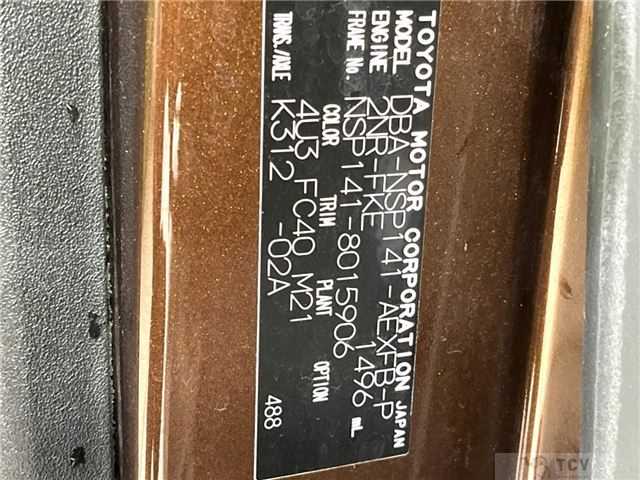 TOYOTA MOTOR CORPORATION JAPAN
MODEL DBA-NSP141-AEXFB-P
ENGINE 2NR-FKE 1496 mL
FRAME No. NSP141-8015906
COLOR TRIM PLANT OPTION
4U3 FC40 M21
TRANS./AXLE K312 -02A 488
TCV